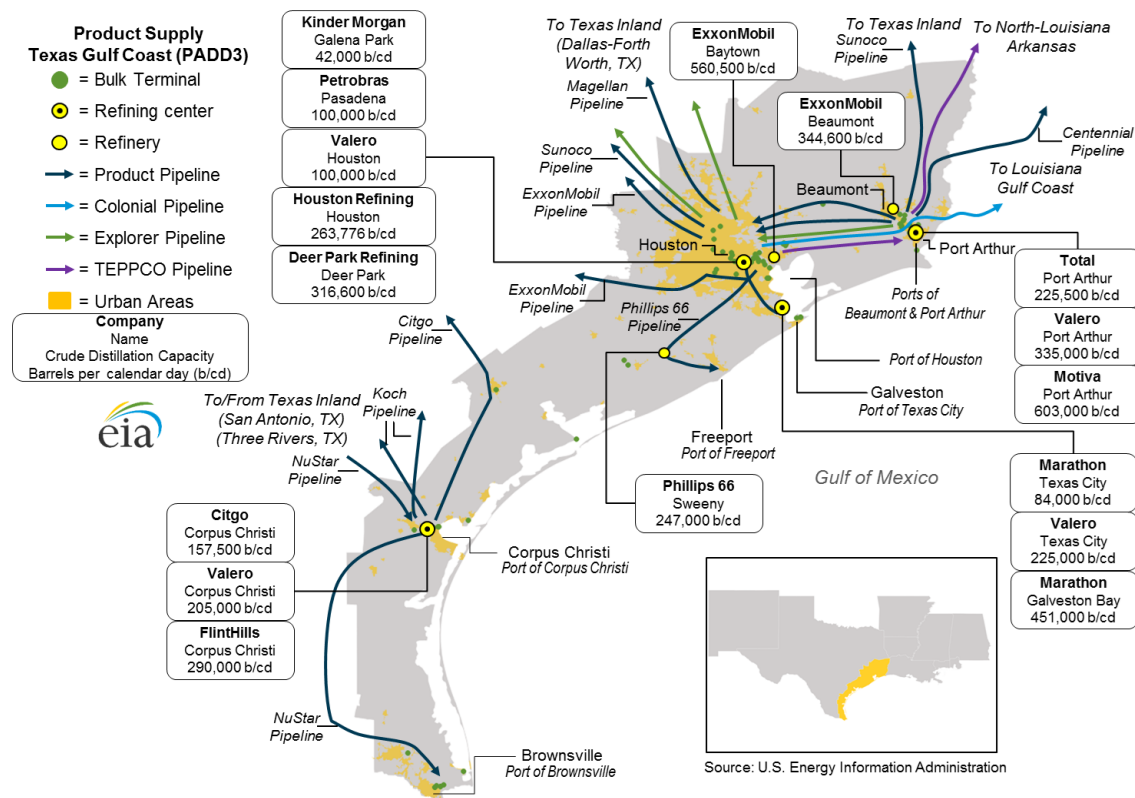 Product Supply
Texas Gulf Coast (PADD3)
= Bulk Terminal
= Refining center
= Refinery
= Product Pipeline
= Colonial Pipeline
= Explorer Pipeline
= TEPPCO Pipeline
= Urban Areas
Company
Name
Crude Distillation Capacity
Barrels per calendar day (b/cd)
eia
Kinder Morgan
Galena Park
42,000 b/cd
Petrobras
Pasadena
100,000 b/cd
Valero
Houston
100,000 b/cd
Houston Refining
Houston
263,776 b/cd
Deer Park Refining
Deer Park
316,600 b/cd
To Texas Inland
(Dallas-Forth
Worth, TX)
Magellan
Pipeline
Sunoco
Pipeline
ExxonMobil
Pipeline
ExxonMobil
Baytown
560,500 b/cd
ExxonMobil
Beaumont
344,600 b/cd
To Texas Inland
Sunoco
Pipeline
To North-Louisiana
Arkansas
Centennial
Pipeline
To Louisiana
Gulf Coast
Beaumont
Houston
Port Arthur
Ports of
Beaumont & Port Arthur
Port of Houston
Galveston
Port of Texas City
Freeport
Port of Freeport
ExxonMobil
Pipeline
Phillips 66
Pipeline
Total
Port Arthur
225,500 b/cd
Valero
Port Arthur
335,000 b/cd
Motiva
Port Arthur
603,000 b/cd
Citgo
Pipeline
Koch
Pipeline
To/From Texas Inland
(San Antonio, TX)
(Three Rivers, TX)
NuStar
Pipeline
Gulf of Mexico
Phillips 66
Sweeny
247,000 b/cd
Marathon
Texas City
84,000 b/cd
Valero
Texas City
225,000 b/cd
Marathon
Galveston Bay
451,000 b/cd
Citgo
Corpus Christi
157,500 b/cd
Valero
Corpus Christi
205,000 b/cd
FlintHills
Corpus Christi
290,000 b/cd
Corpus Christi
Port of Corpus Christi
NuStar
Pipeline
Brownsville
Port of Brownsville
Source: U.S. Energy Information Administration